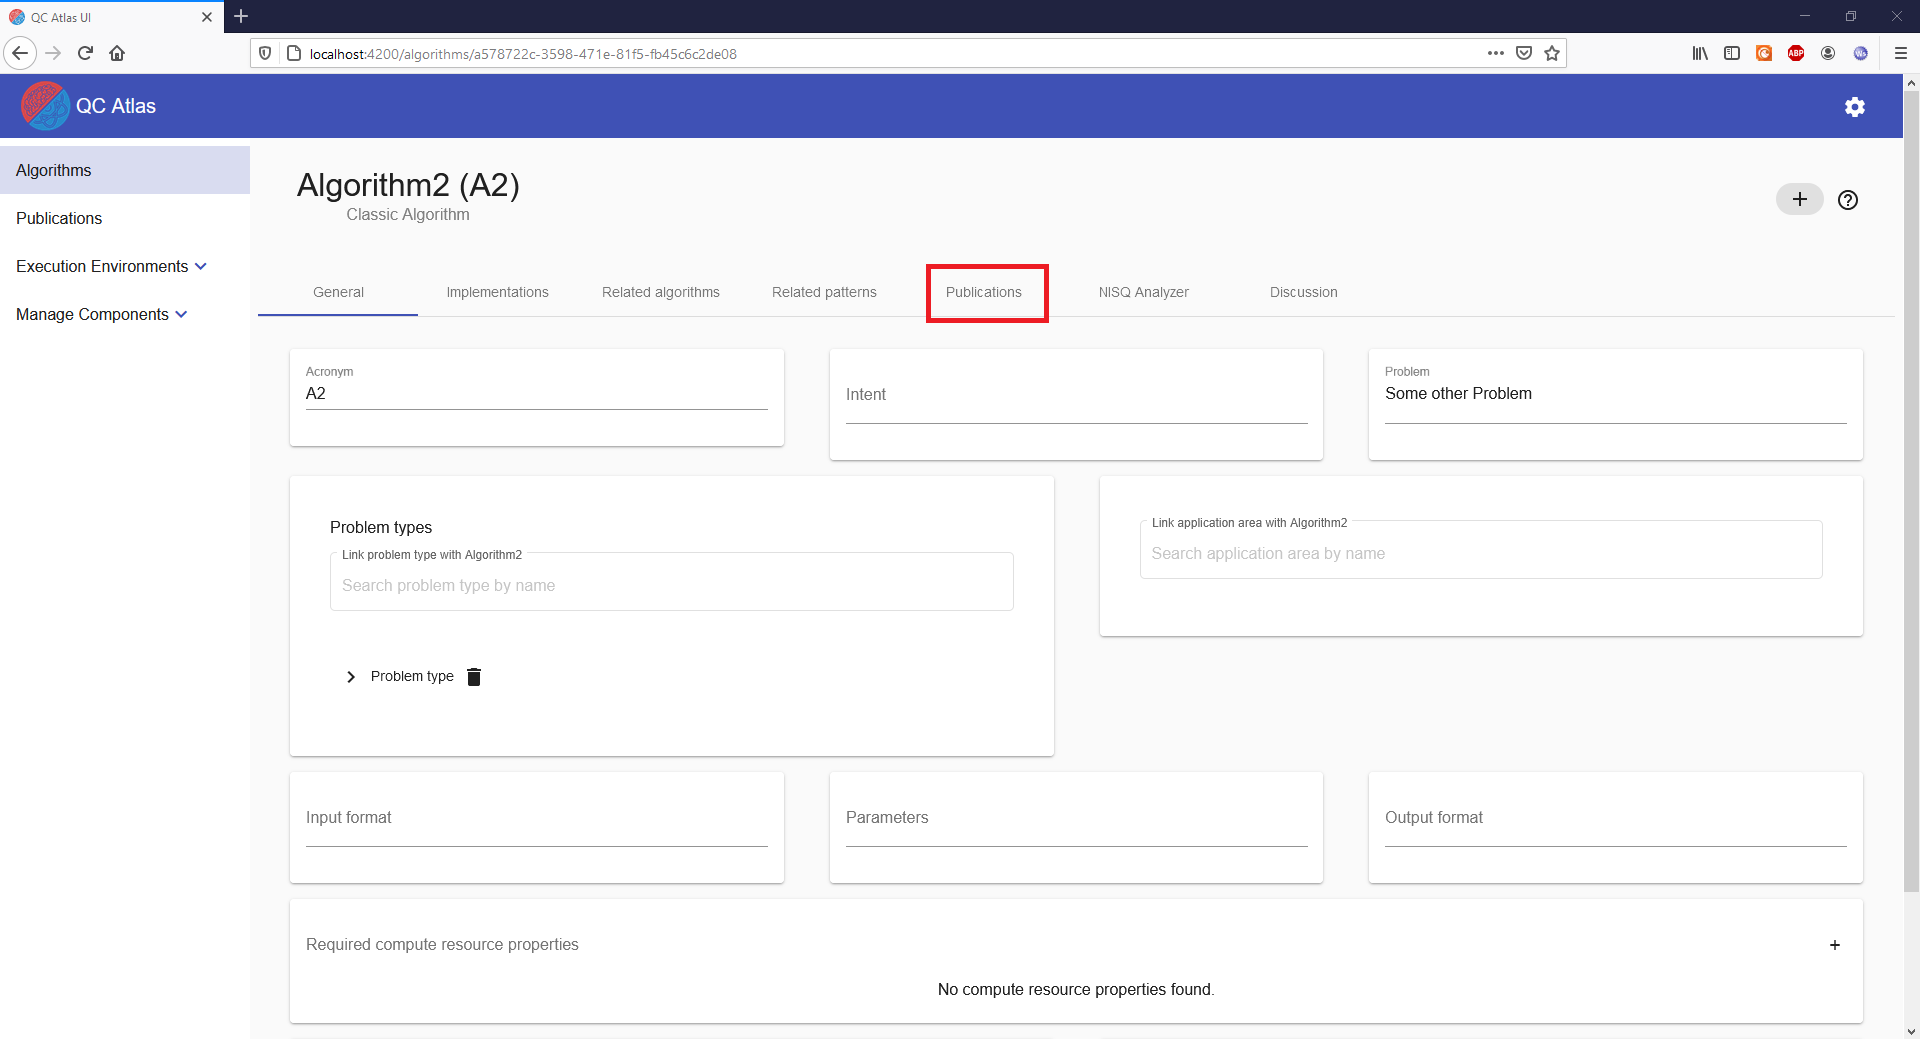 QC Atlas UI
localhost:4200/algorithms/a578722c-3598-471e-81f5-fb45c6c2de08
ABP
QC Atlas
Algorithms
Publications
Execution Environments
Manage Components
Algorithm2 (A2)
Classic Algorithm
General Implementations Related algorithms Related patterns Publications NISQ Analyzer Discussion
Acronym
A2
Intent
Problem
Some other Problem
Problem types
Link problem type with Algorithm2
Search problem type by name
Problem type
Link application area with Algorithm2
Search application area by name
Input format
Parameters
Output format
Required compute resource properties
No compute resource properties found.